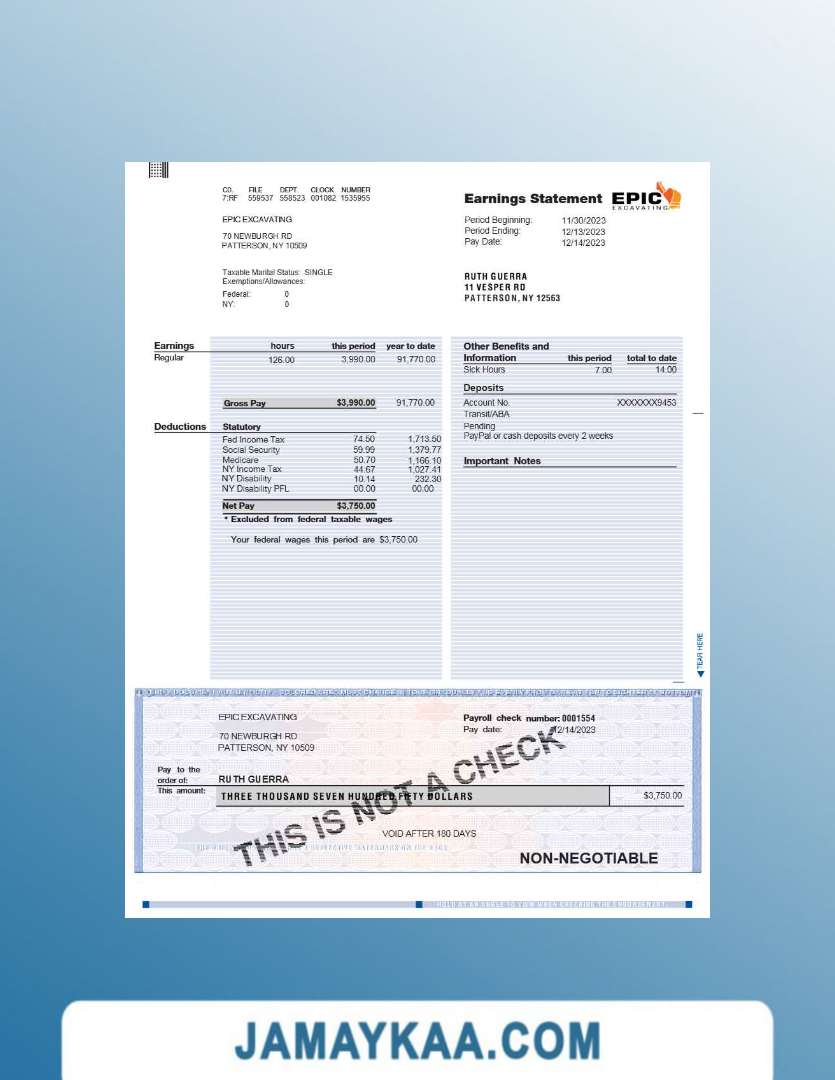 CO. FILE DEPT. CLOCK NUMBER
7;RF 559537 558523 001082 1535955
EPIC EXCAVATING
70 NEWBURGH RD
PATTERSON, NY 10509
Taxable Marital Status: SINGLE
Exemptions/Allowances:
Federal: 0
NY: 0
Earnings Statement EPIC
EXCAVATING
Period Beginning: 11/30/2023
Period Ending: 12/13/2023
Pay Date: 12/14/2023
RUTH GUERRA
11 VESPER RD
PATTERSON, NY 12563
Earnings hours this period year to date
Regular 126.00 3,990.00 91,770.00
Gross Pay $3,990.00 91,770.00
Deductions Statutory
Fed Income Tax 74.50 1,713.50
Social Security 59.99 1,379.77
Medicare 50.70 1,166.10
NY Income Tax 44.67 1,027.41
NY Disability 10.14 232.30
NY Disability PFL 00.00 00.00
Net Pay $3,750.00
* Excluded from federal taxable wages
Your federal wages this period are $3,750.00
Other Benefits and
Information this period total to date
Sick Hours 7.00 14.00
Deposits
Account No. XXXXXXX9453
Transit/ABA
Pending
PayPal or cash deposits every 2 weeks
Important Notes
TEAR HERE
EPIC EXCAVATING
70 NEWBURGH RD
PATTERSON, NY 10509
Payroll check number: 0001554
Pay date: 12/14/2023
Pay to the
order of: RUTH GUERRA
This amount: THREE THOUSAND SEVEN HUNDRED FIFTY DOLLARS $3,750.00
THIS IS NOT A CHECK
VOID AFTER 180 DAYS
NON-NEGOTIABLE
HOLD AT AN ANGLE TO VIEW WHEN CHECKING THE ENDORSEMENT.
JAMAYKAA.COM